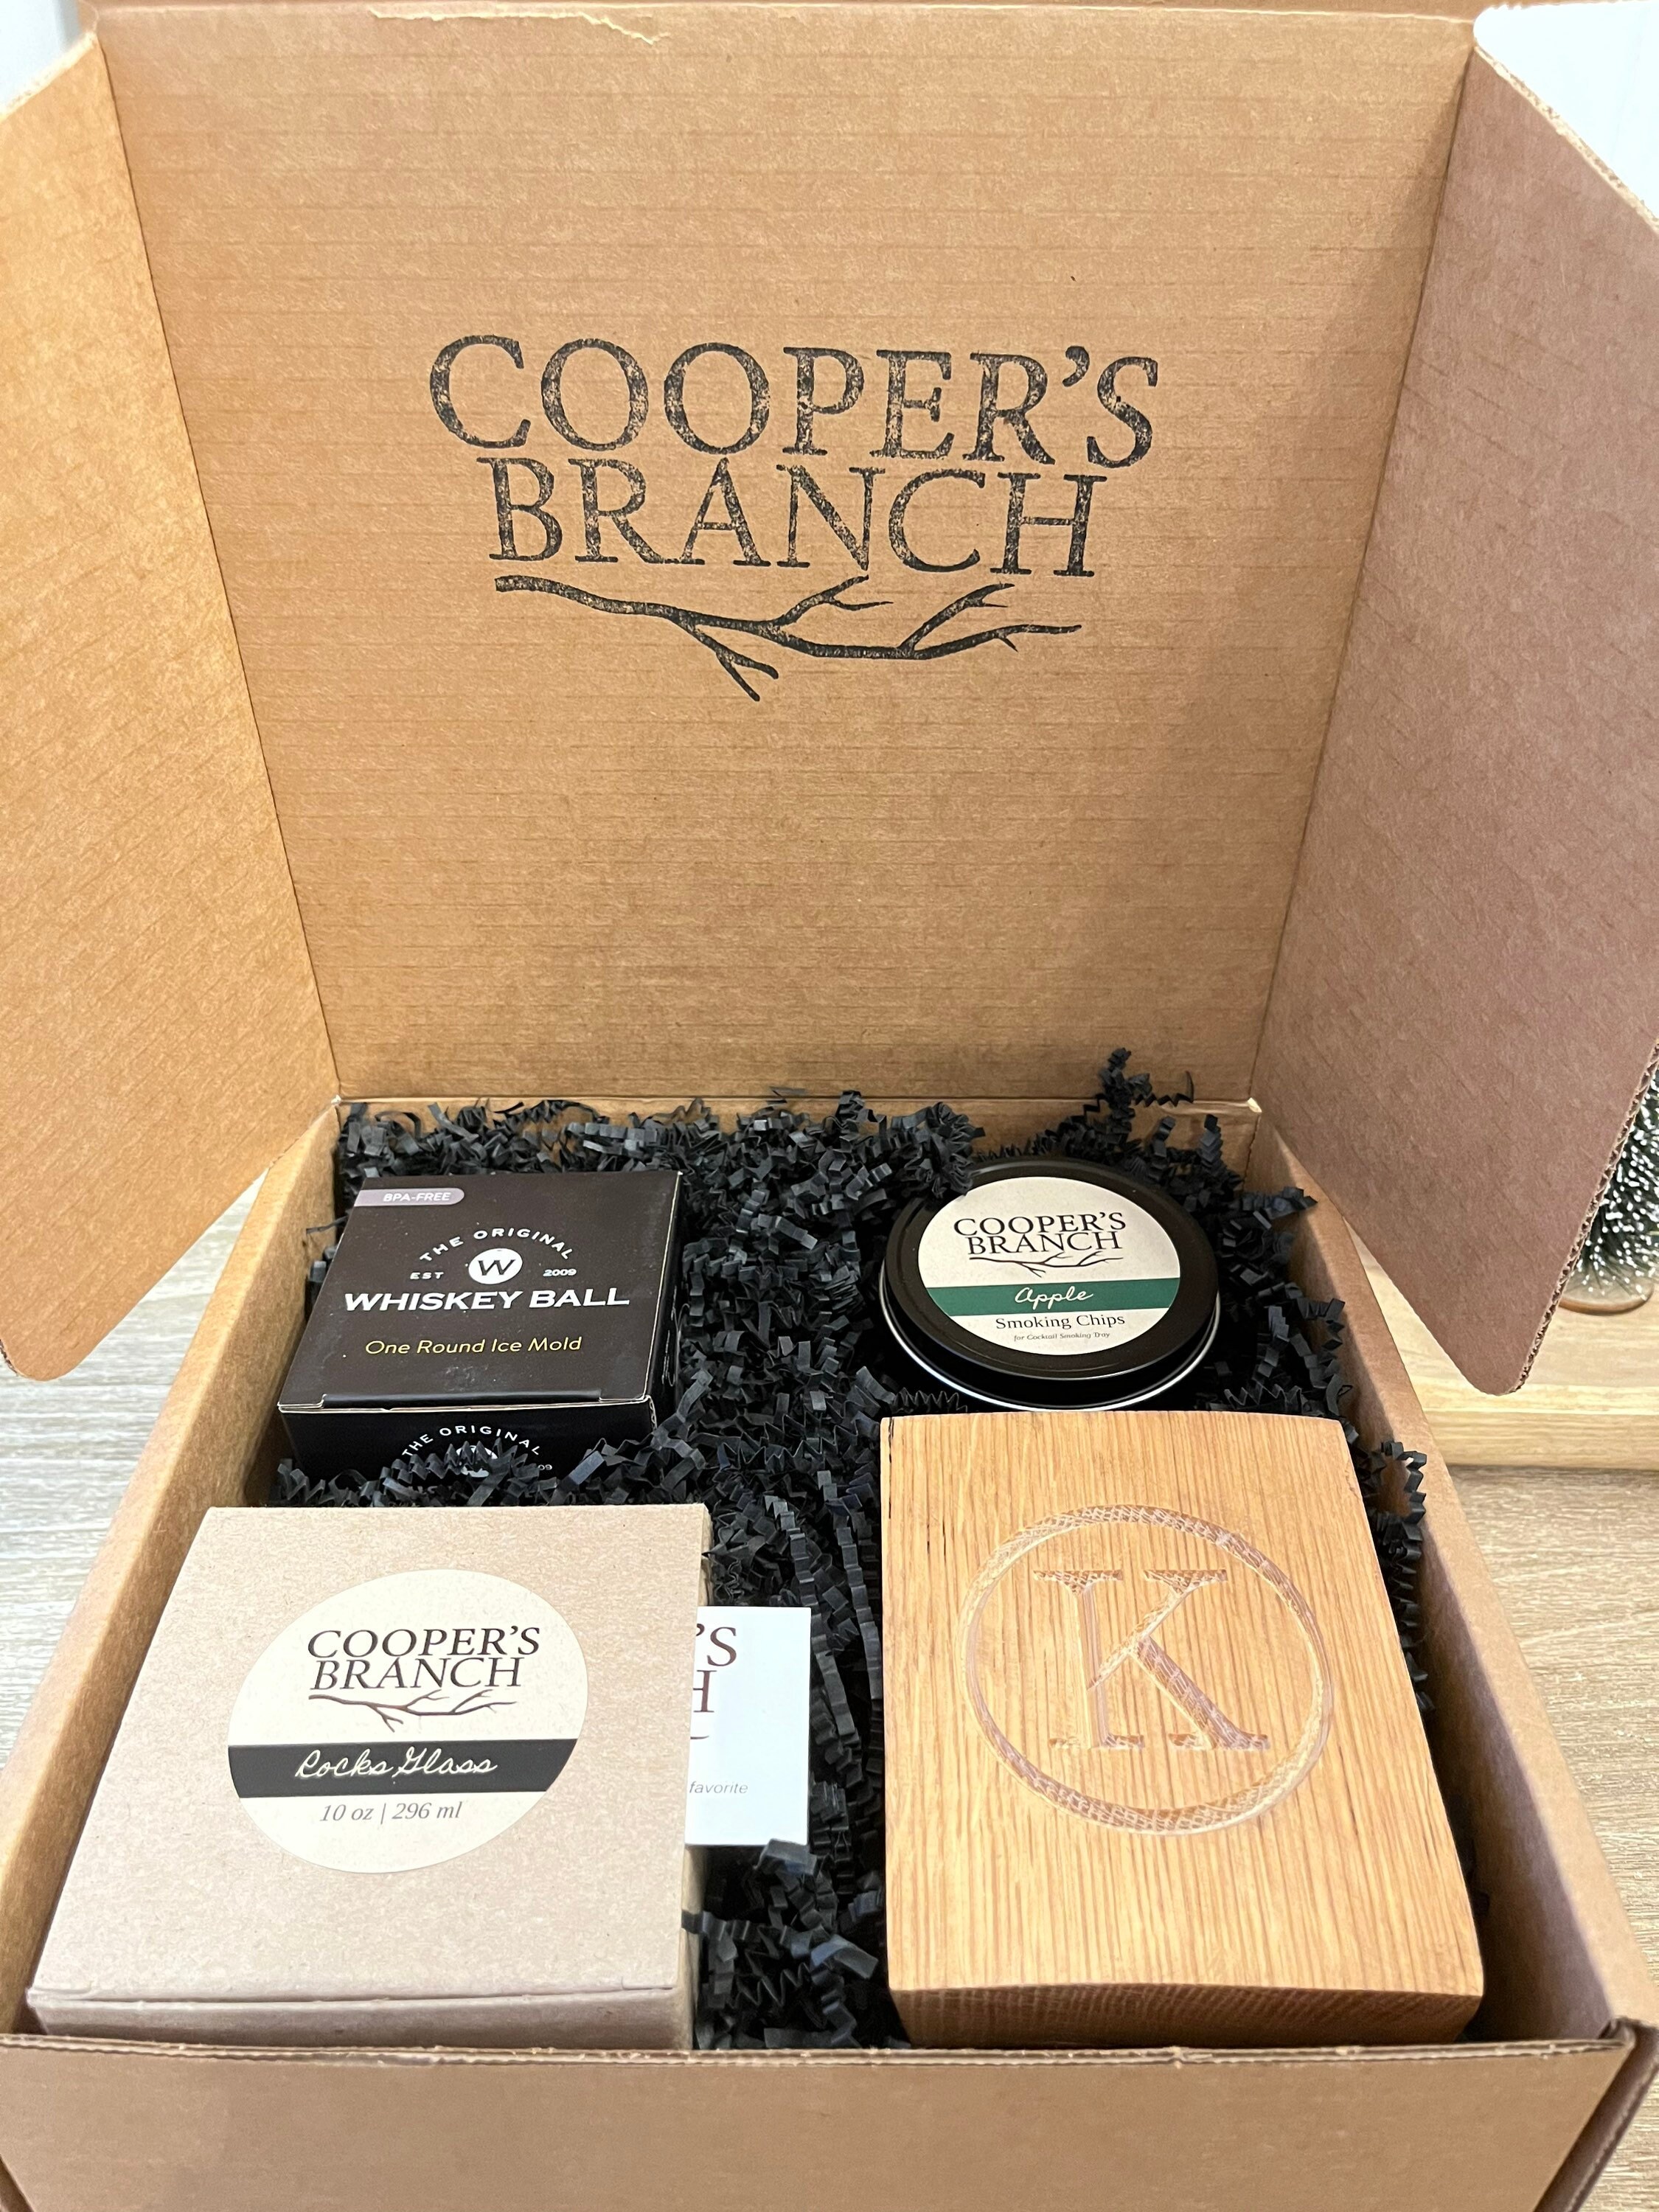 COOPER'S
BRANCH
BPA-FREE
THE ORIGINAL
EST W 2009
WHISKEY BALL
One Round Ice Mold
THE ORIGINAL
09
COOPER'S
BRANCH
Apple
Smoking Chips
for Cocktail Smoking Tray
COOPER'S
BRANCH
Rocks Glass
10 oz | 296 ml
'S
H
favorite
K